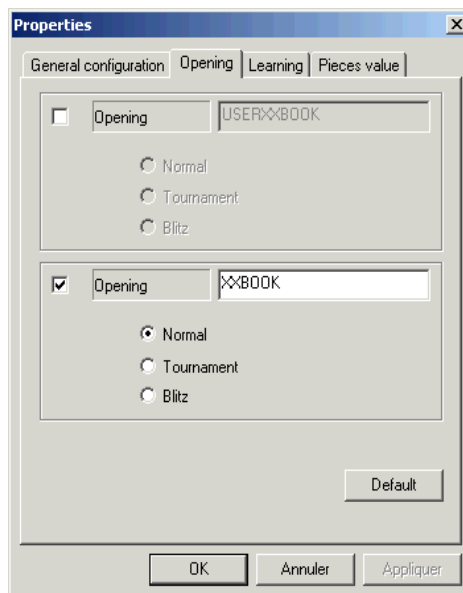 Properties
General configuration Opening Learning Pieces value
Opening USERXXBOOK
Normal
Tournament
Blitz
Opening XXBOOK
Normal
Tournament
Blitz
Default
OK Annuler Appliquer